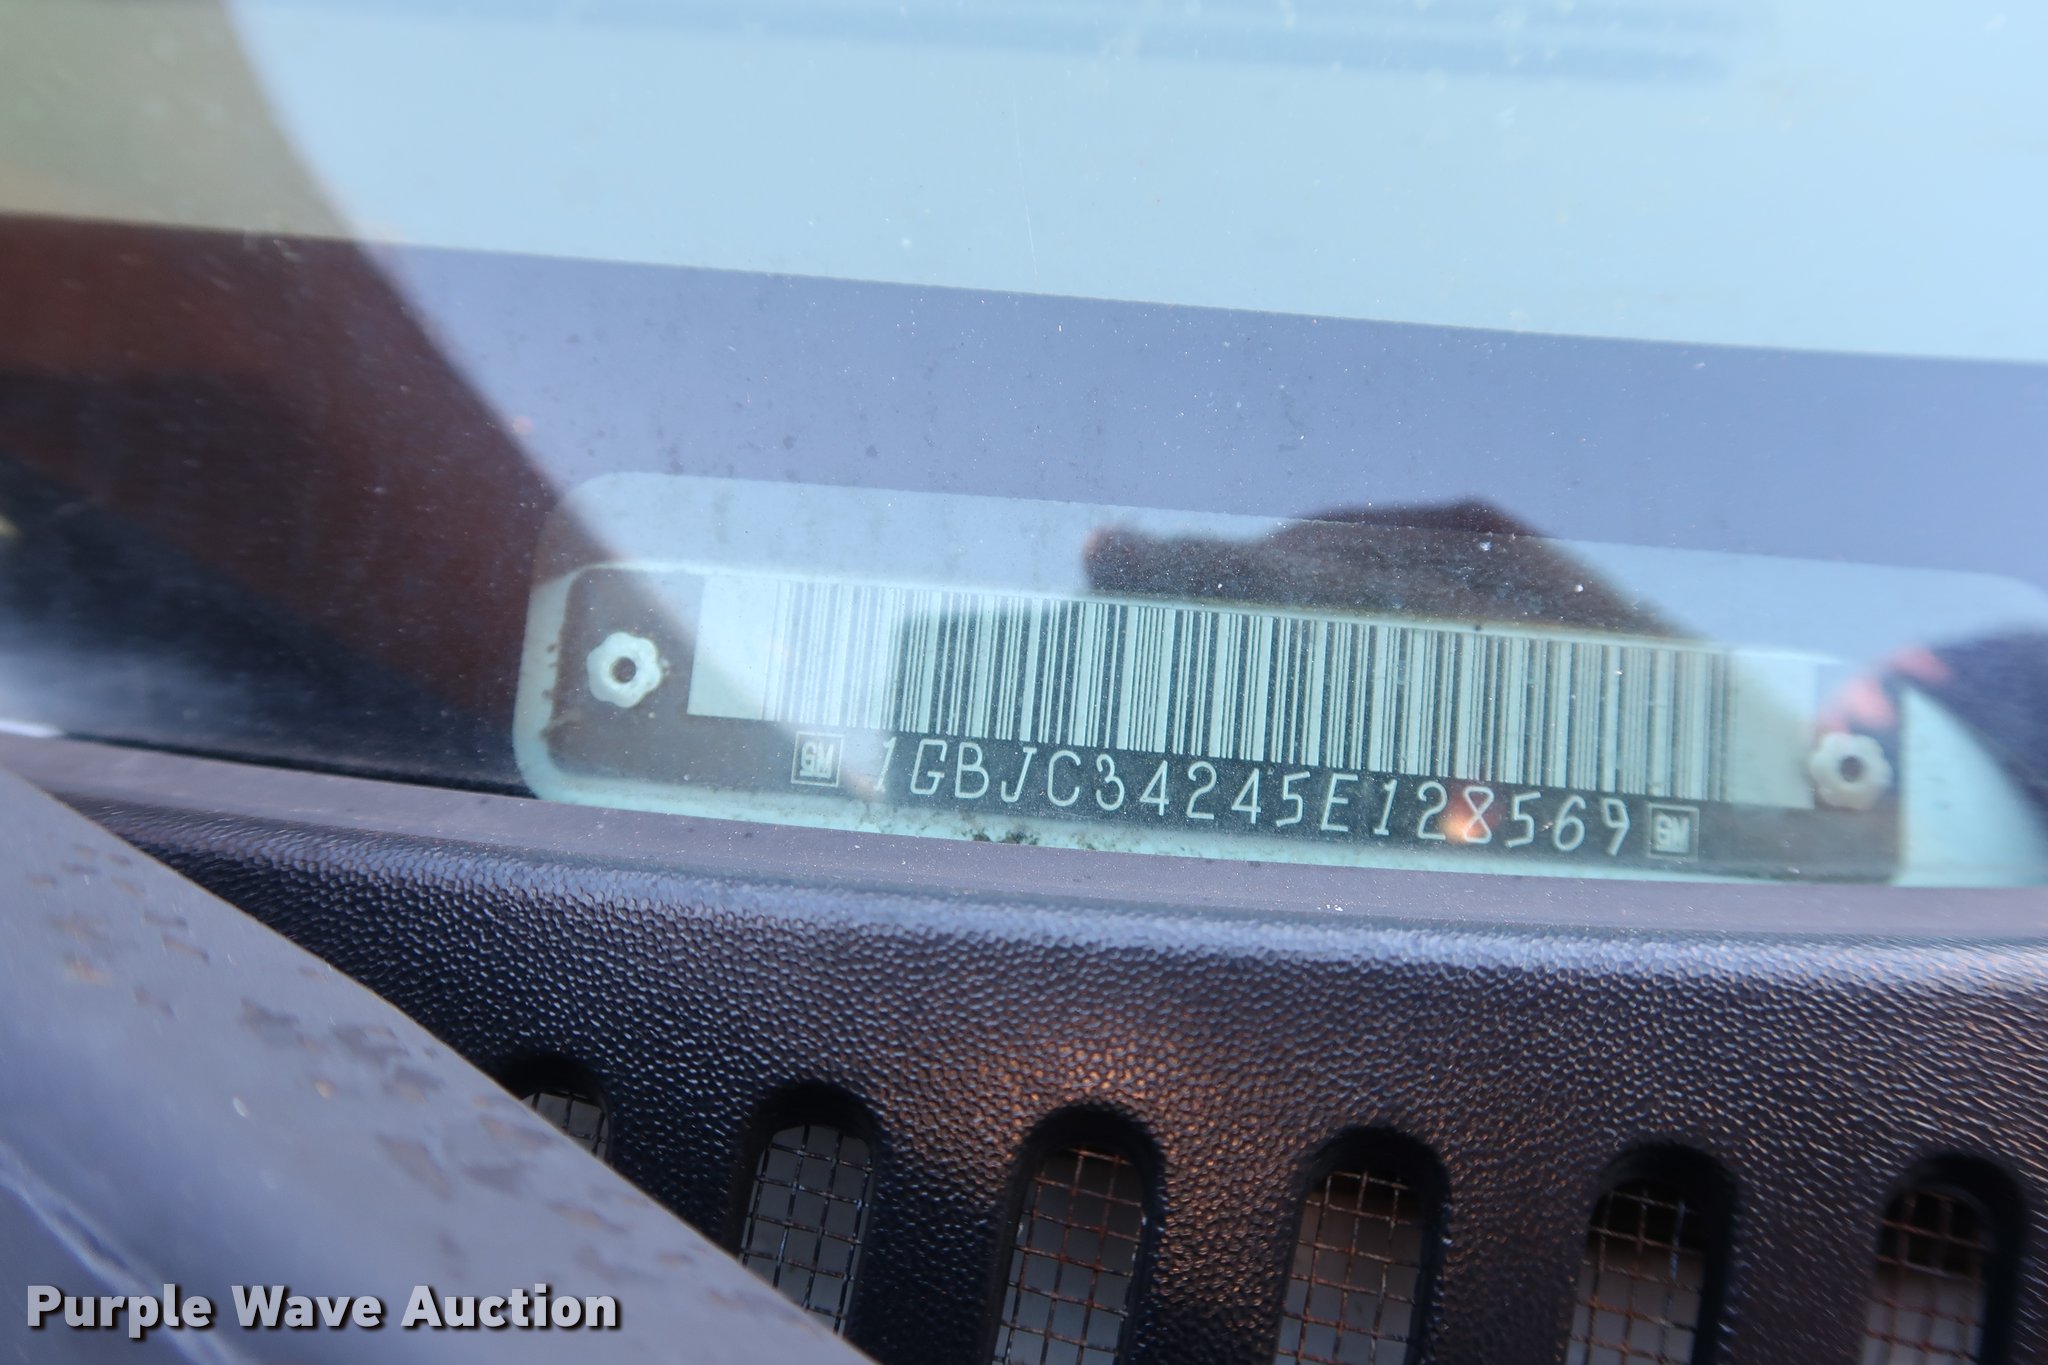 GM 1GBJC34245E128569 GM
Purple Wave Auction